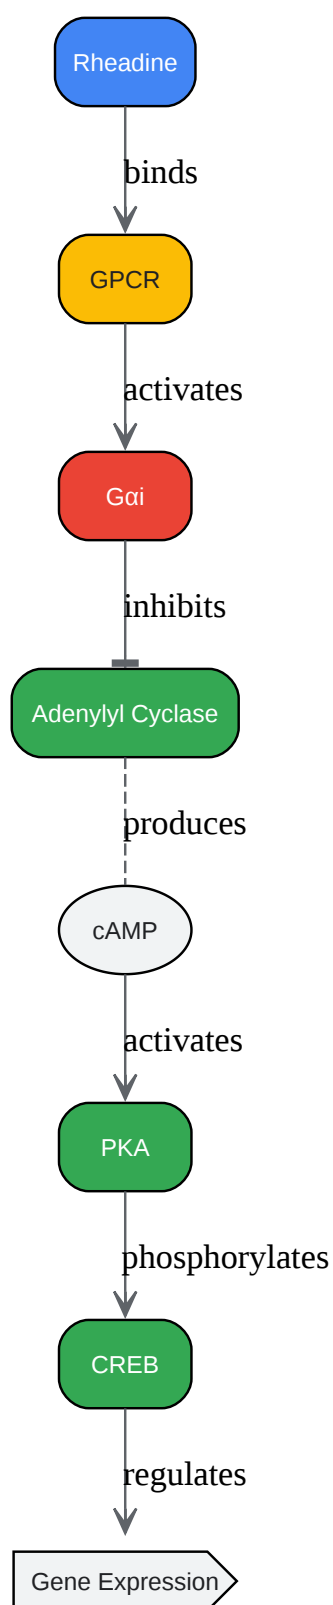 Rheadine
binds
GPCR
activates
Gαi
inhibits
Adenylyl Cyclase
produces
cAMP
activates
PKA
phosphorylates
CREB
regulates
Gene Expression